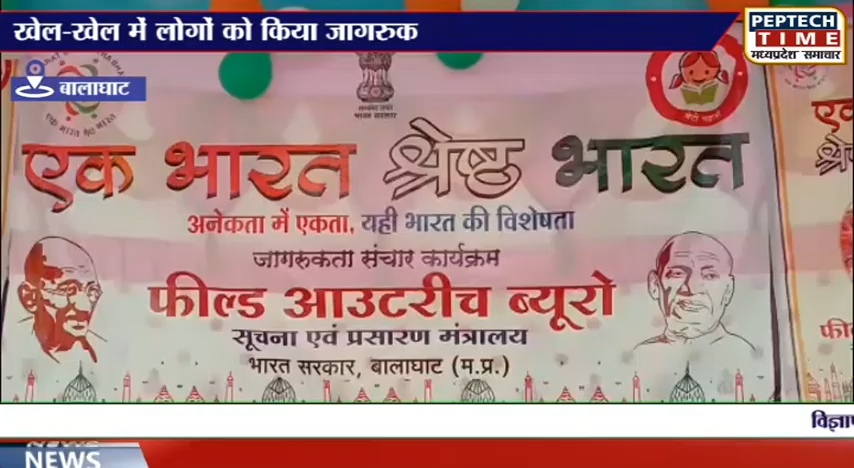 खेल-खेल में लोगों को किया जागरुक
PEPTECH
TIME
मध्यप्रदेश समाचार
बालाघाट
एक भारत श्रेष्ठ भारत
अनेकता में एकता, यही भारत की विशेषता
जागरुकता संचार कार्यक्रम
फील्ड आउटरीच ब्यूरो
सूचना एवं प्रसारण मंत्रालय
भारत सरकार, बालाघाट (म.प्र.)
NEWS